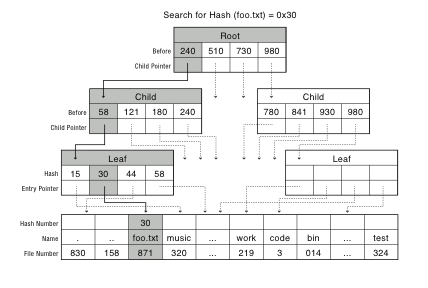 Search for Hash (foo.txt) = 0x30
Root
Before 240 510 730 980
Child Pointer
Child Child
Before 58 121 180 240 780 841 930 980
Child Pointer
Leaf Leaf
Hash 15 30 44 58
Entry Pointer
Hash Number 30
Name . .. foo.txt music ... work code bin ... test
File Number 830 158 871 320 ... 219 3 014 ... 324